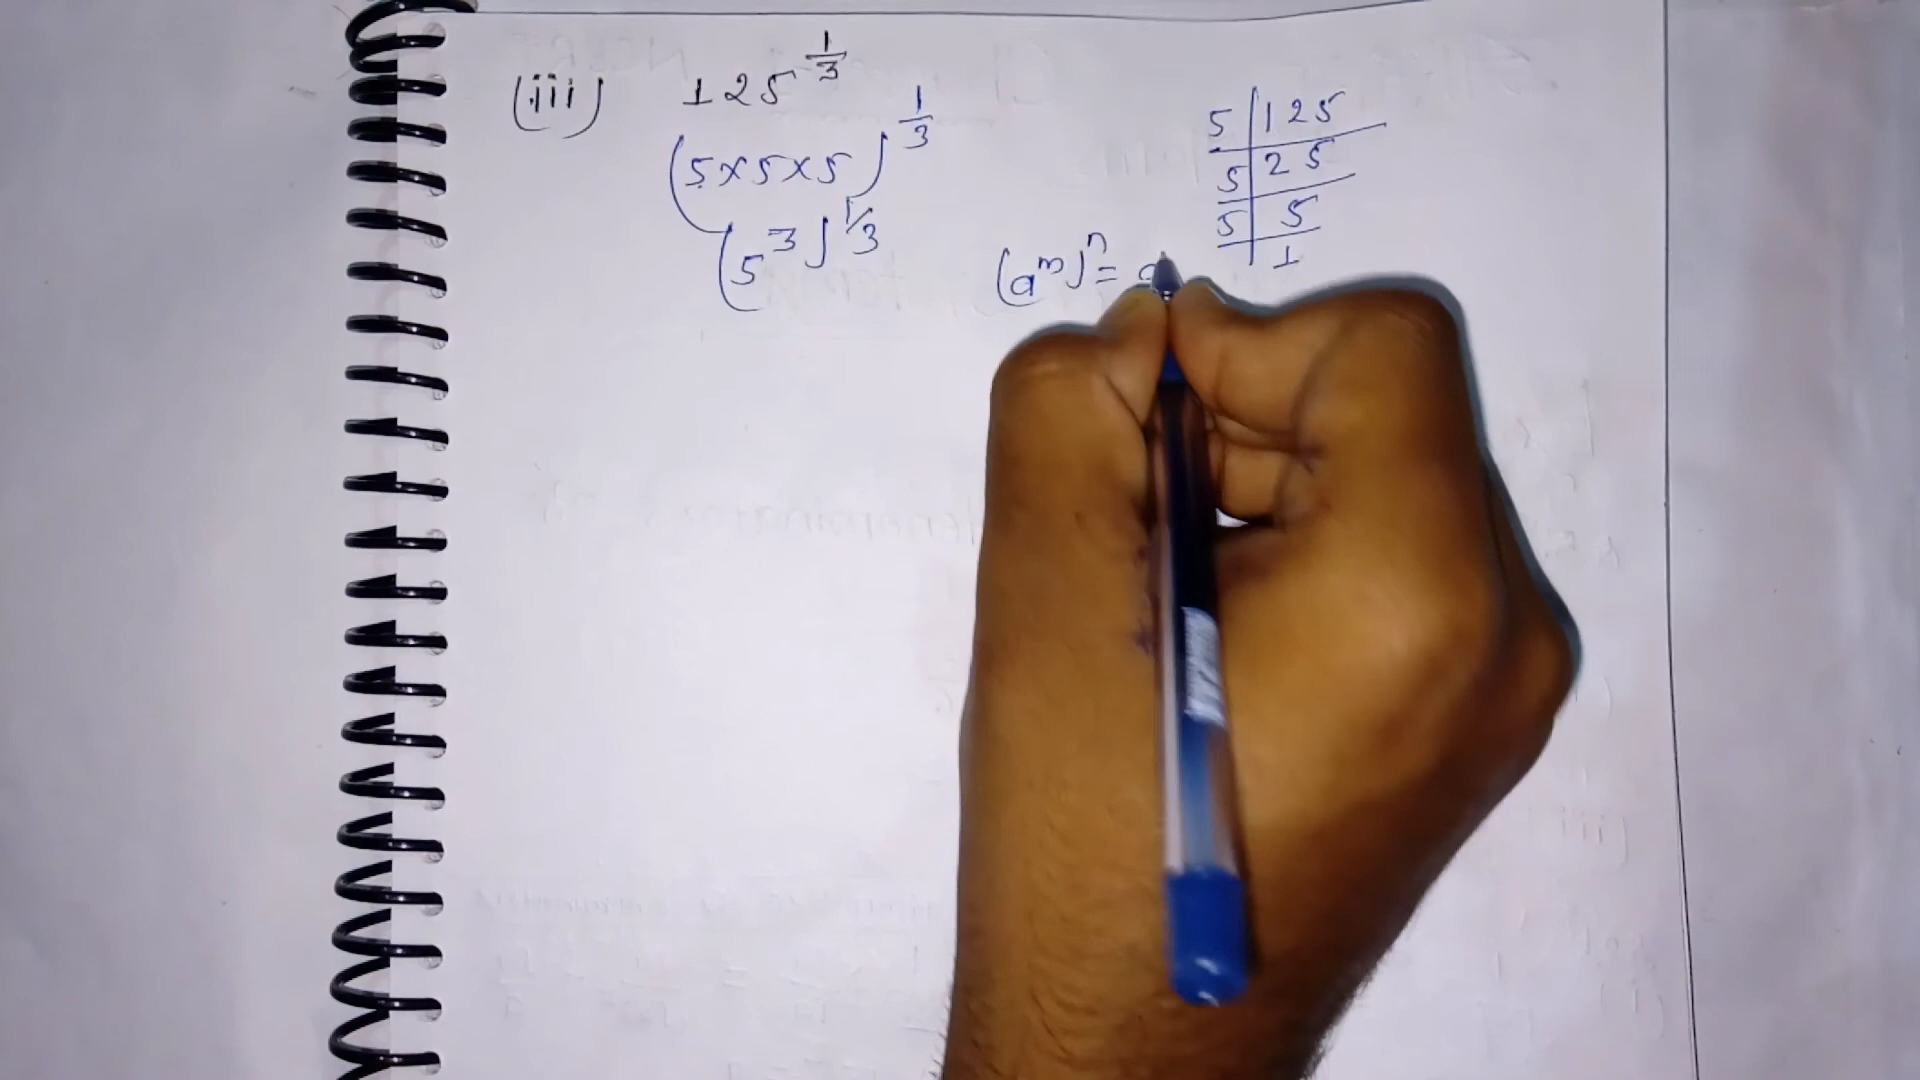 (iii) 125^1/3
(5×5×5)^1/3
(5^3)^1/3
(a^m)^n = a
5 | 125
5 | 25
5 | 5
1